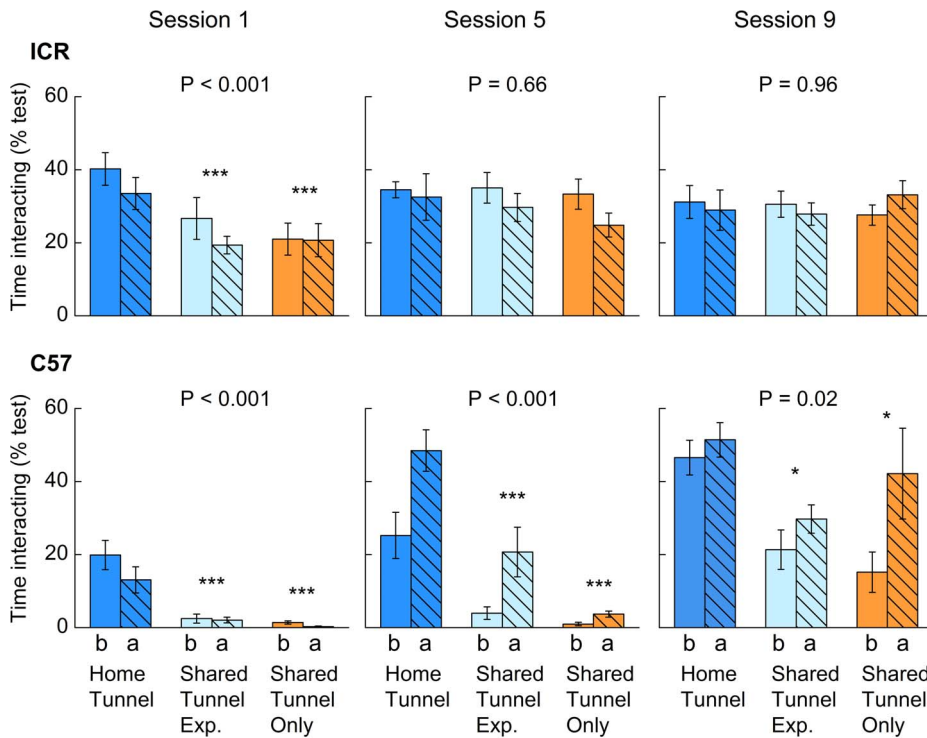 Session 1 Session 5 Session 9
ICR
P < 0.001 P = 0.66 P = 0.96
Time interacting (% test)
60
40
20
0
*** ***
C57
P < 0.001 P < 0.001 P = 0.02
Time interacting (% test)
60
40
20
0
*** *** *** *** * *
b a b a b a b a b a b a b a b a b a
Home Shared Shared Home Shared Shared Home Shared Shared
Tunnel Tunnel Tunnel Tunnel Tunnel Tunnel Tunnel Tunnel Tunnel
Exp. Only Exp. Only Exp. Only